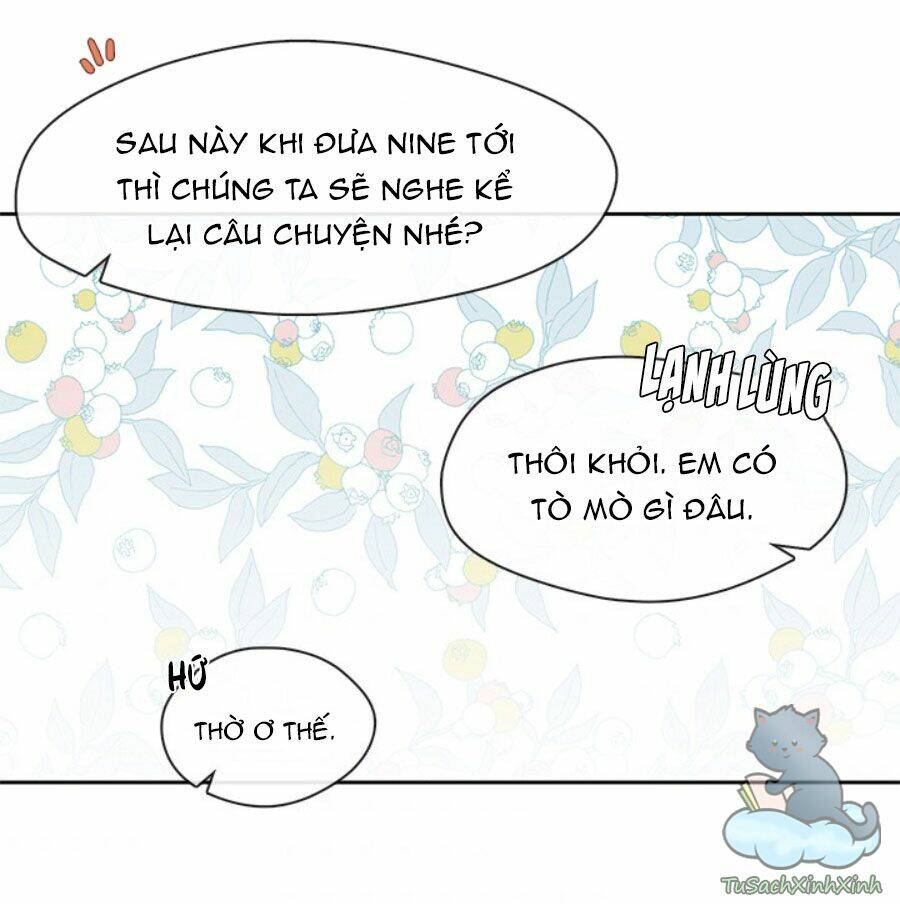 SAU NÀY KHI ĐƯA NINE TỚI
THÌ CHÚNG TA SẼ NGHE KỂ
LẠI CÂU CHUYỆN NHÉ?
LẠNH LÙNG
THÔI KHỎI. EM CÓ
TÒ MÒ GÌ ĐÂU.
HỨ
THỜ Ơ THẾ.
TuSachXinhXinh